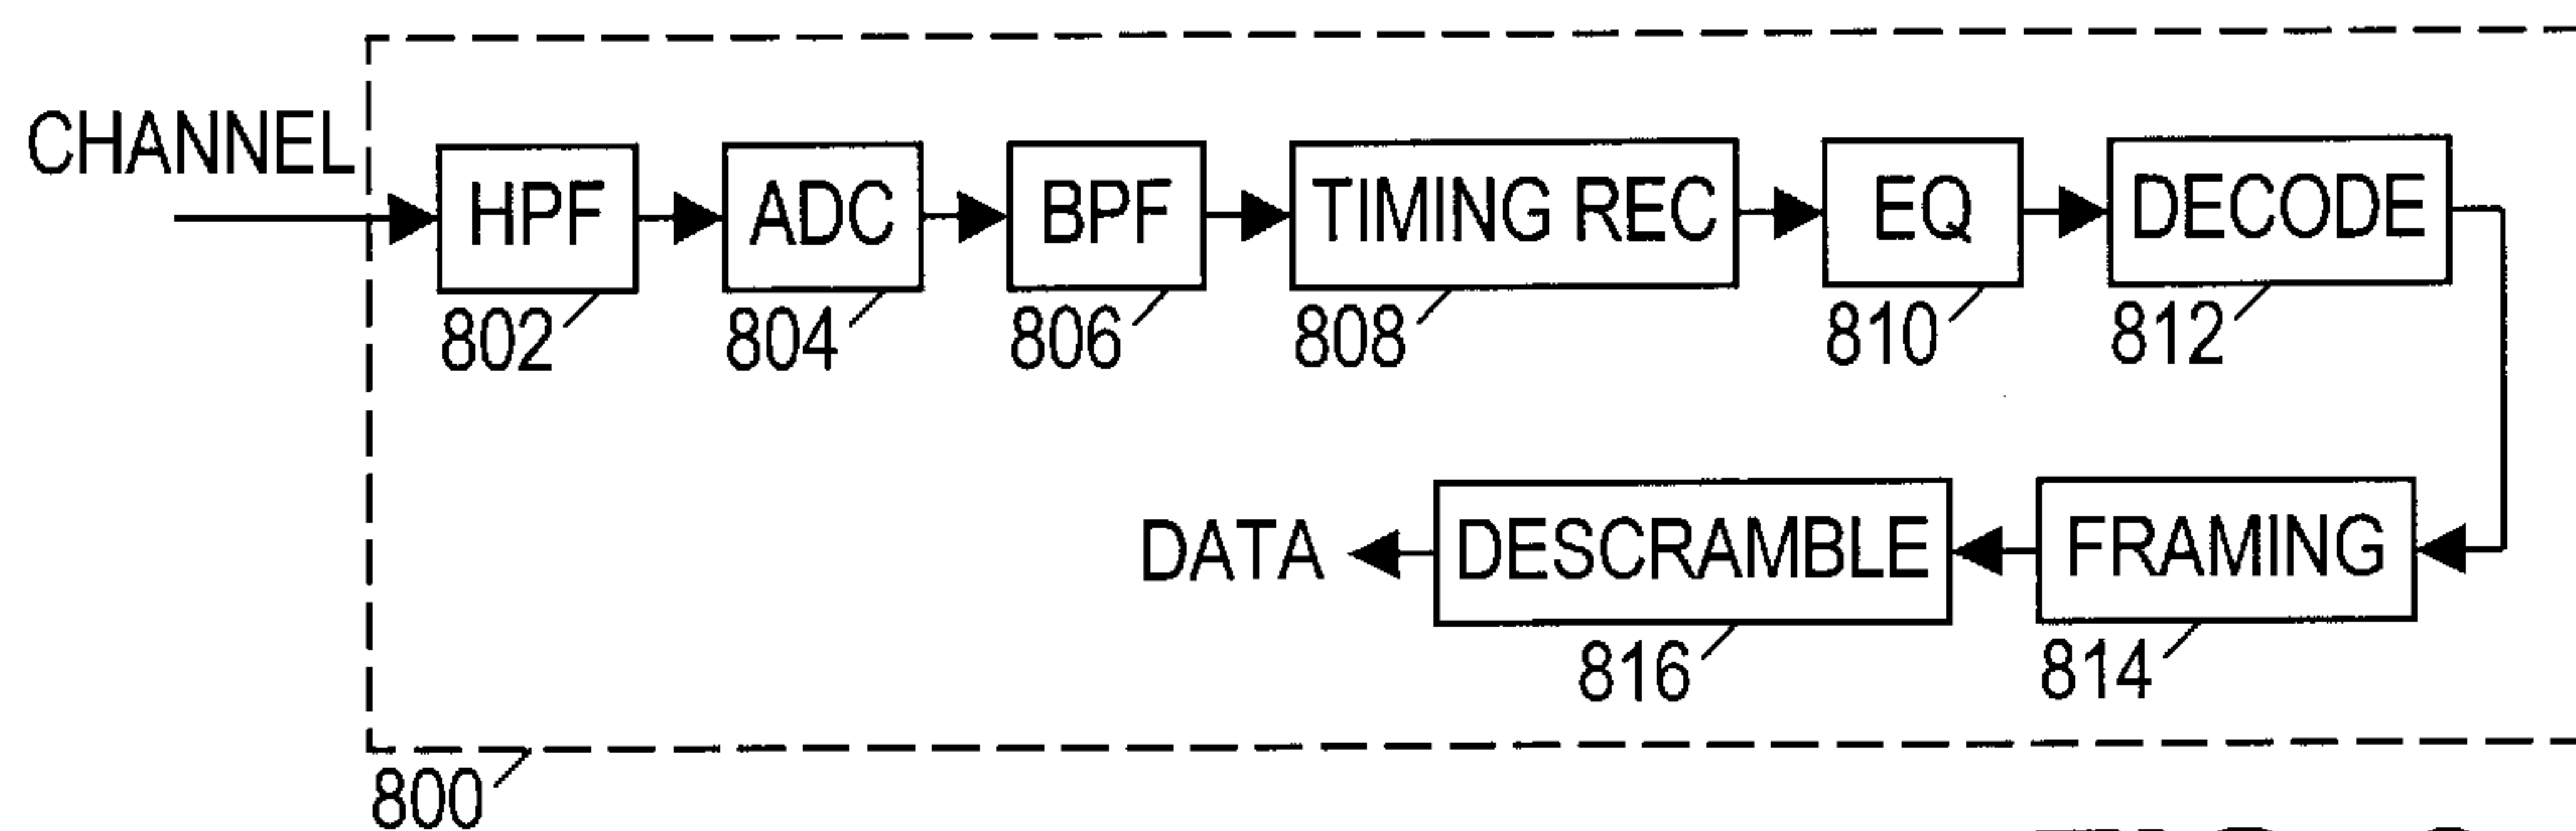 CHANNEL
HPF
ADC
BPF
TIMING REC
EQ
DECODE
802
804
806
808
810
812
DATA
DESCRAMBLE
FRAMING
816
814
800